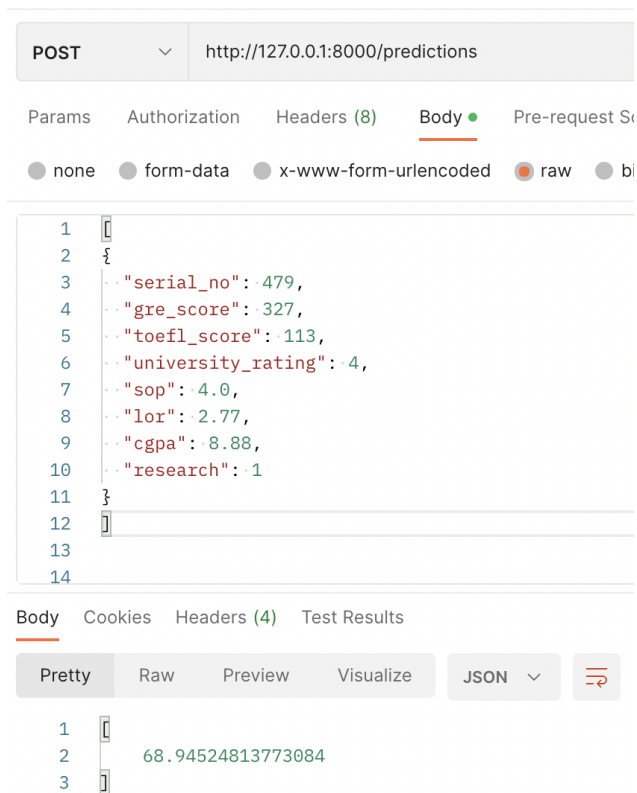 POST http://127.0.0.1:8000/predictions
Params Authorization Headers (8) Body Pre-request Sc
none form-data x-www-form-urlencoded raw bi
1 [
2 {
3 "serial_no": 479,
4 "gre_score": 327,
5 "toefl_score": 113,
6 "university_rating": 4,
7 "sop": 4.0,
8 "lor": 2.77,
9 "cgpa": 8.88,
10 "research": 1
11 }
12 ]
13
14
Body Cookies Headers (4) Test Results
Pretty Raw Preview Visualize JSON
1 [
2 68.94524813773084
3 ]